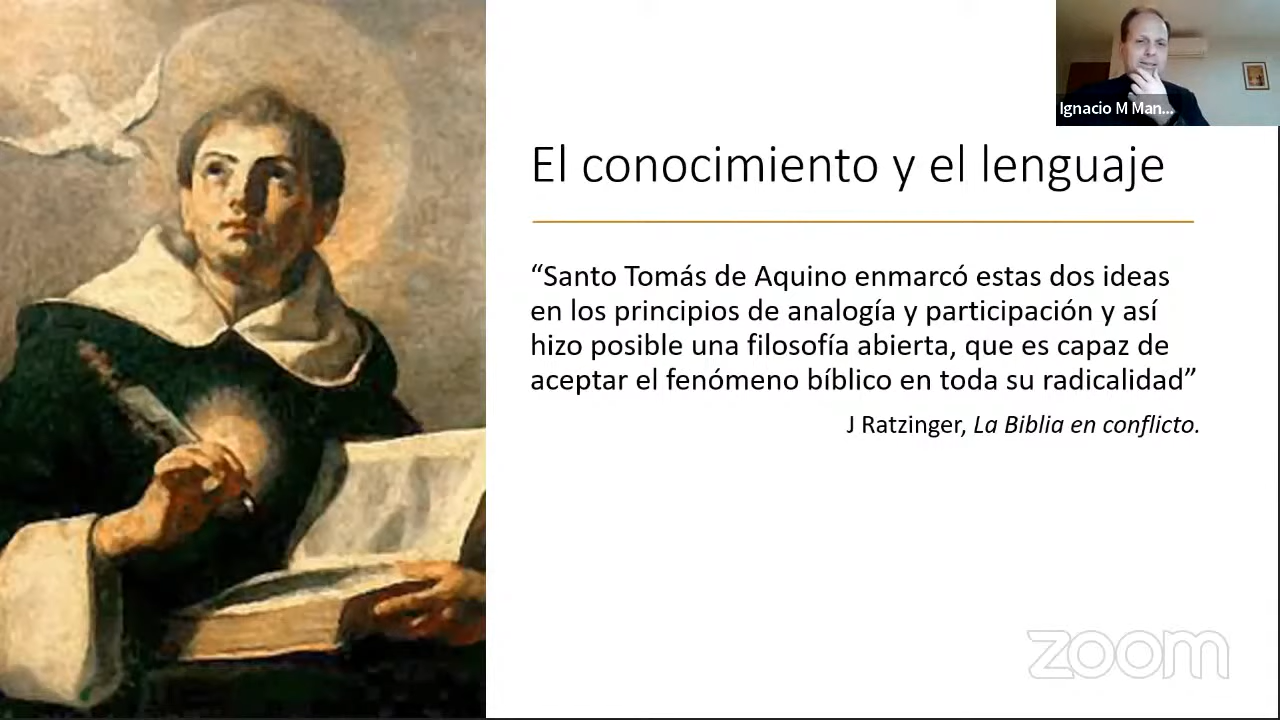 Ignacio M Man...
El conocimiento y el lenguaje
“Santo Tomás de Aquino enmarcó estas dos ideas
en los principios de analogía y participación y así
hizo posible una filosofía abierta, que es capaz de
aceptar el fenómeno bíblico en toda su radicalidad”
J Ratzinger, La Biblia en conflicto.
zoom